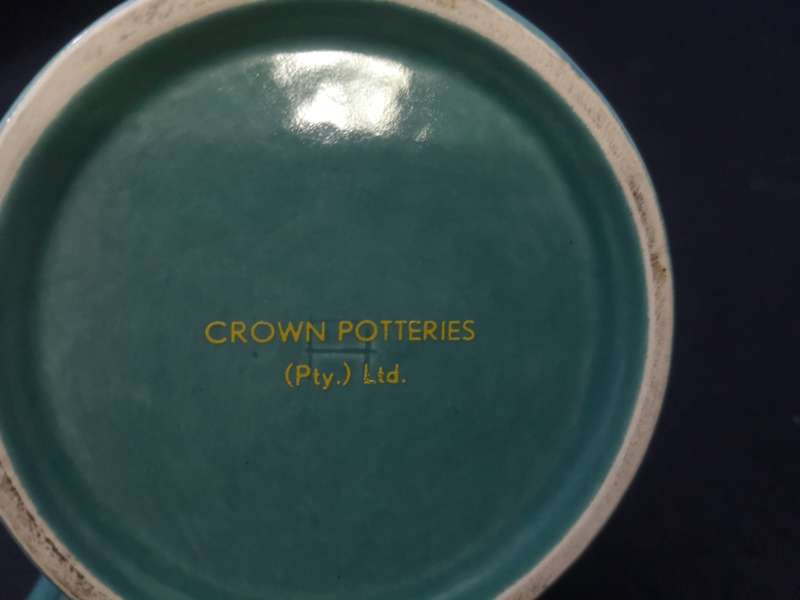 CROWN POTTERIES
(Pty.) Ltd.